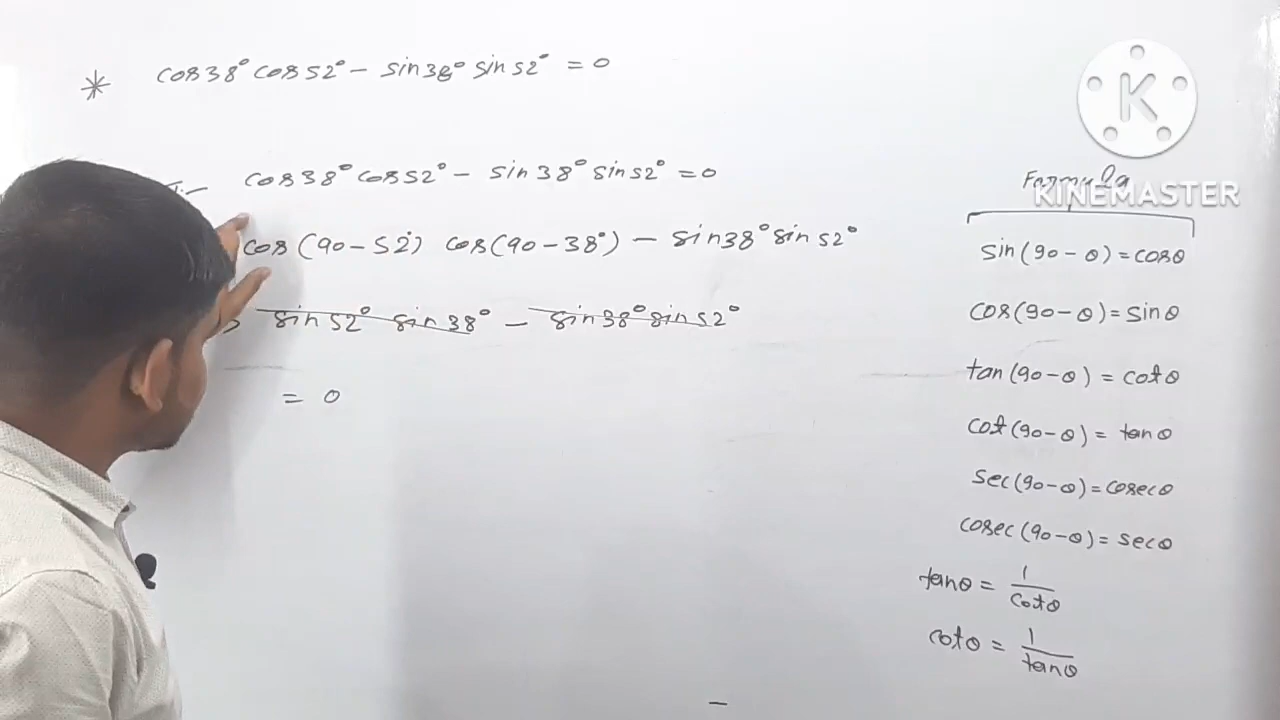 * cos38° cos52° - sin38° sin52° = 0
cos38° cos52° - sin38° sin52° = 0
cos(90-52°) cos(90-38°) - sin38° sin52°
sin52° sin38° - sin38° sin52°
= 0
K
Formula
KINEMASTER
sin(90-θ)=cosθ
cos(90-θ)=sinθ
tan(90-θ) = cotθ
cot(90-θ) = tanθ
sec(90-θ)=cosecθ
cosec(90-θ)=secθ
tanθ = 1/cotθ
cotθ = 1/tanθ